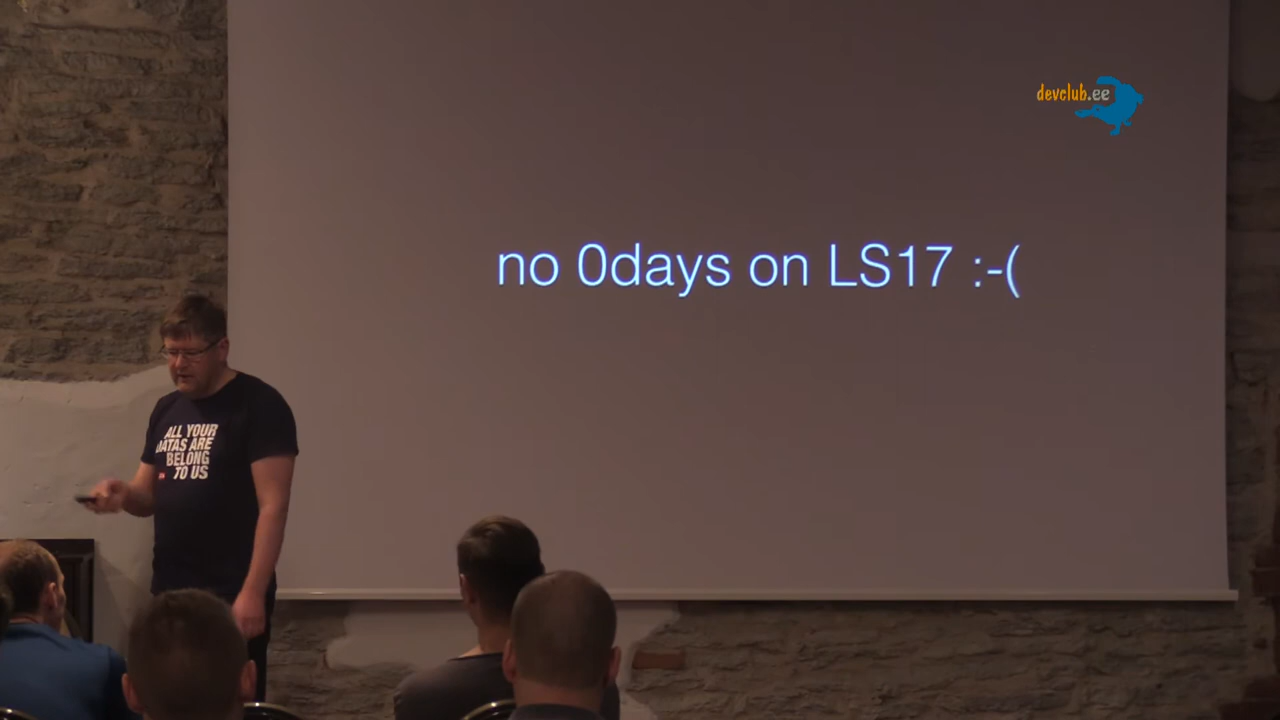 devclub.ee
no 0days on LS17 :-(
ALL YOUR
DATAS ARE
BELONG
TO US